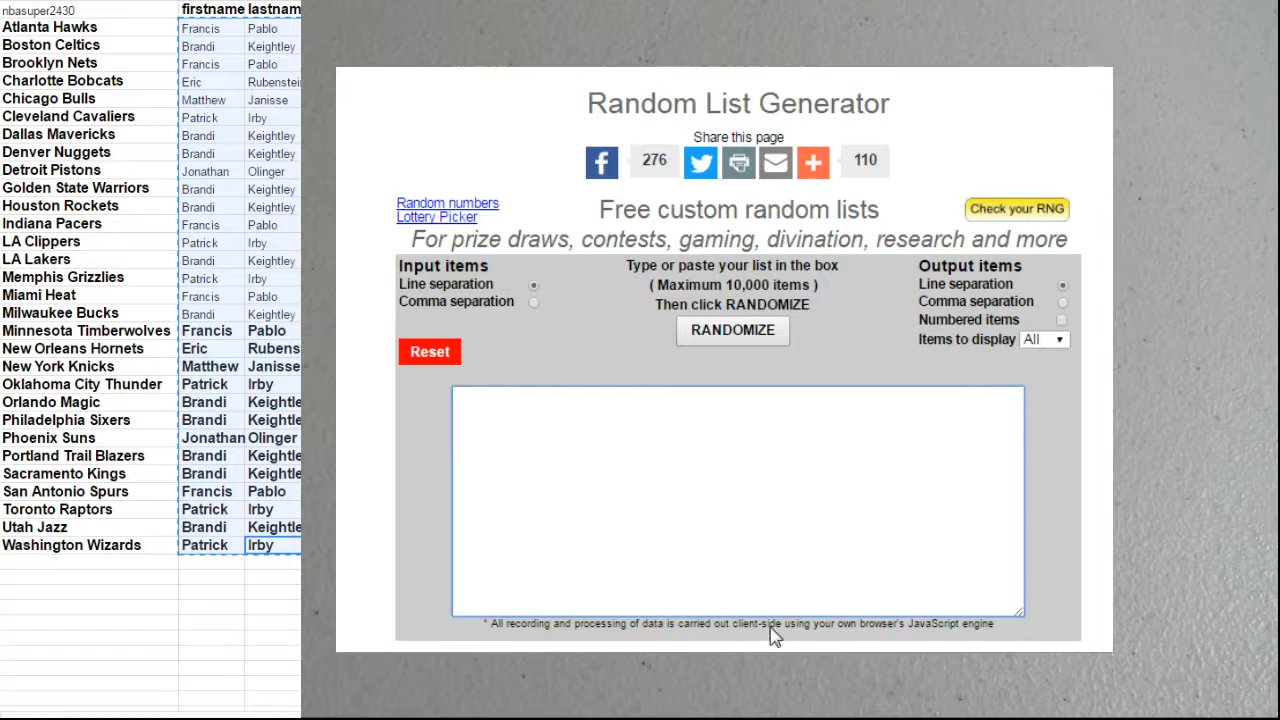 nbasuper2430 firstname lastnam
Atlanta Hawks Francis Pablo
Boston Celtics Brandi Keightley
Brooklyn Nets Francis Pablo
Charlotte Bobcats Eric Rubenstei
Chicago Bulls Matthew Janisse
Cleveland Cavaliers Patrick Irby
Dallas Mavericks Brandi Keightley
Denver Nuggets Brandi Keightley
Detroit Pistons Jonathan Olinger
Golden State Warriors Brandi Keightley
Houston Rockets Brandi Keightley
Indiana Pacers Francis Pablo
LA Clippers Patrick Irby
LA Lakers Brandi Keightley
Memphis Grizzlies Patrick Irby
Miami Heat Francis Pablo
Milwaukee Bucks Brandi Keightley
Minnesota Timberwolves Francis Pablo
New Orleans Hornets Eric Rubens
New York Knicks Matthew Janisse
Oklahoma City Thunder Patrick Irby
Orlando Magic Brandi Keightle
Philadelphia Sixers Brandi Keightle
Phoenix Suns Jonathan Olinger
Portland Trail Blazers Brandi Keightle
Sacramento Kings Brandi Keightle
San Antonio Spurs Francis Pablo
Toronto Raptors Patrick Irby
Utah Jazz Brandi Keightle
Washington Wizards Patrick Irby
Random List Generator
Share this page
276 110
Random numbers
Lottery Picker
Free custom random lists
Check your RNG
For prize draws, contests, gaming, divination, research and more
Input items
Line separation
Comma separation
Reset
Type or paste your list in the box
( Maximum 10,000 items )
Then click RANDOMIZE
RANDOMIZE
Output items
Line separation
Comma separation
Numbered items
Items to display All
* All recording and processing of data is carried out client-side using your own browser's JavaScript engine